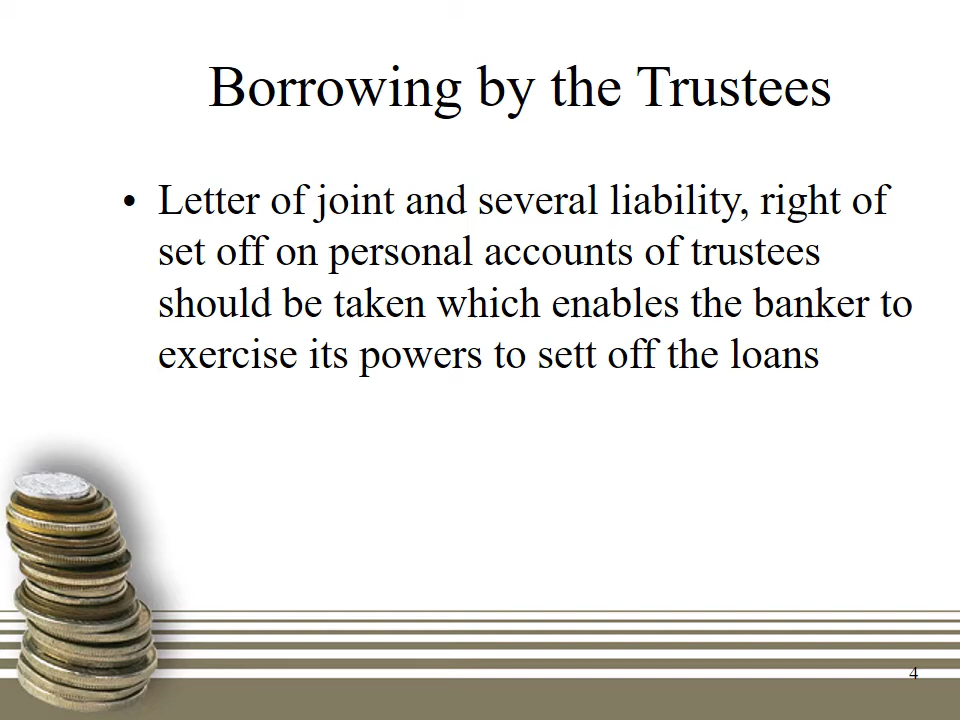 Borrowing by the Trustees
• Letter of joint and several liability, right of
set off on personal accounts of trustees
should be taken which enables the banker to
exercise its powers to sett off the loans
4